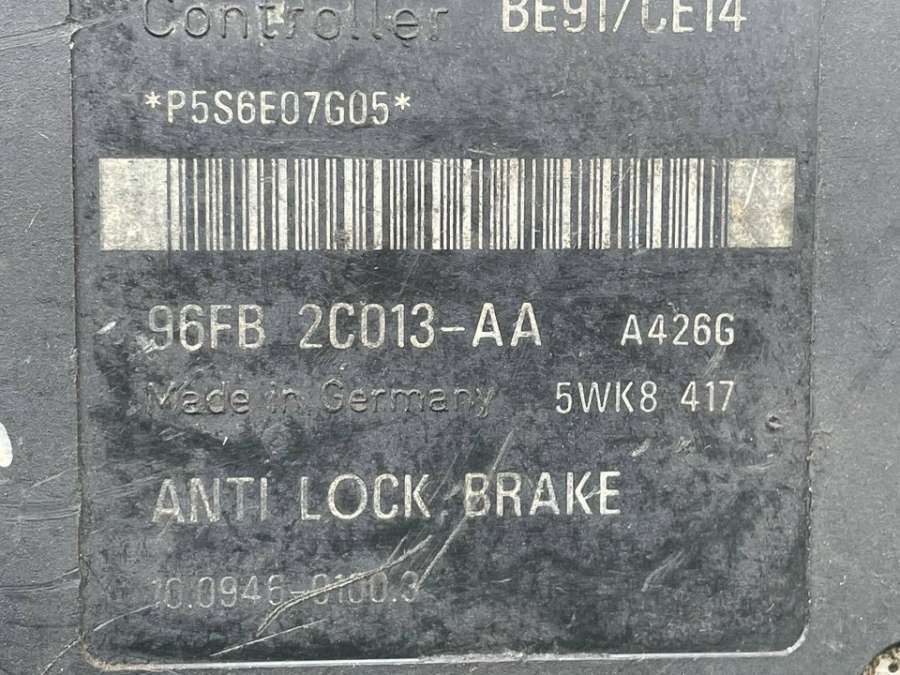 Controller BE91/CE14
*P5S6E07G05*
96FB 2C013-AA A426G
Made in Germany 5WK8 417
ANTI LOCK BRAKE
10.0946-0100.3